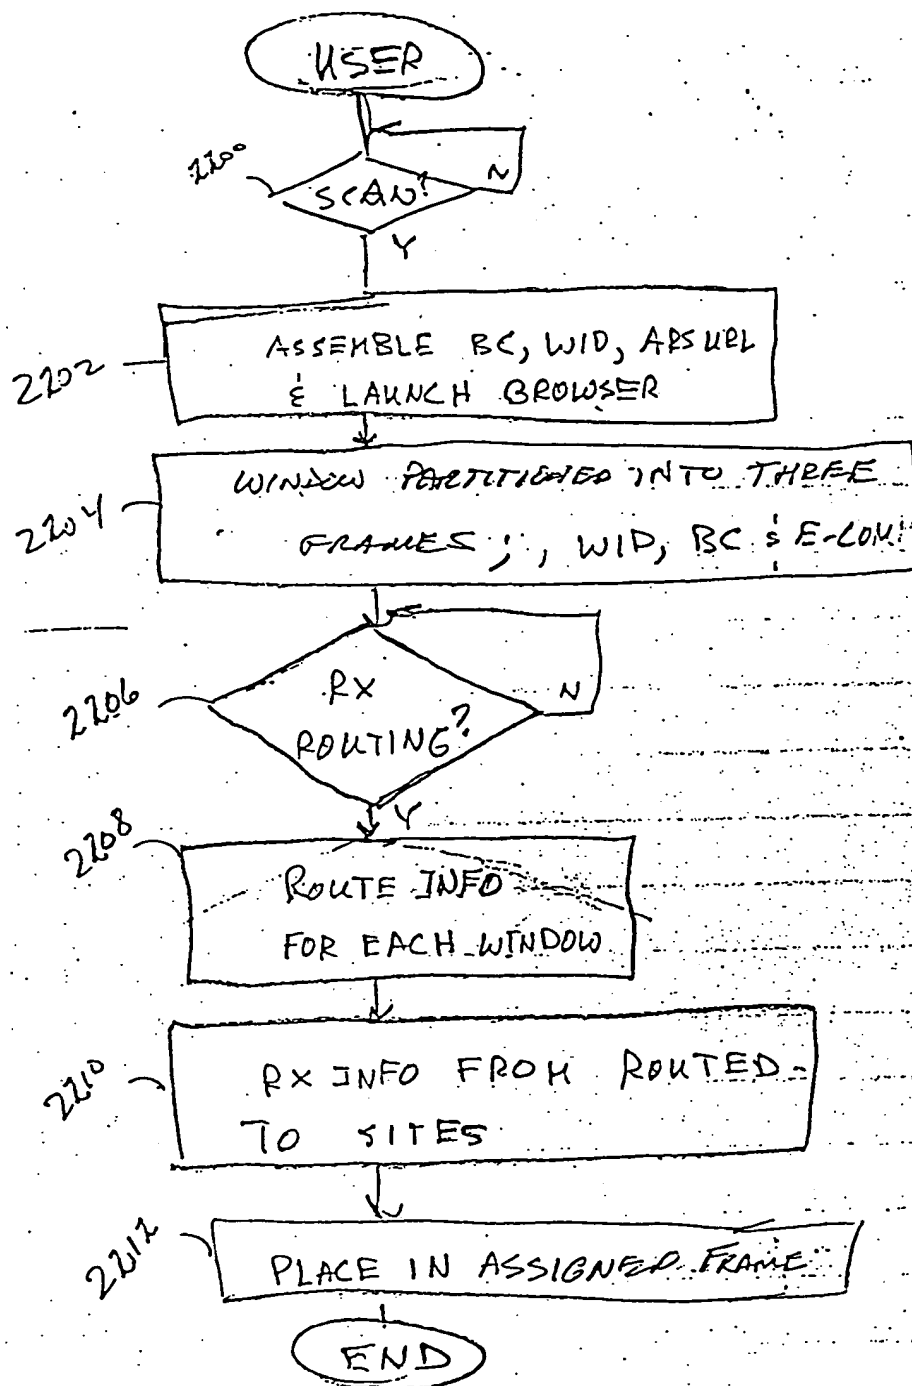 USER
2200
SCAN?
N
Y
2202
ASSEMBLE BC, WID, ARS URL
& LAUNCH BROWSER
2204
WINDOW PARTITIONED INTO THREE
FRAMES ; , WID, BC & E-COM
2206
RX
ROUTING?
N
Y
2208
ROUTE INFO
FOR EACH WINDOW
2210
RX INFO FROM ROUTED-
TO SITES
2212
PLACE IN ASSIGNED FRAME
END